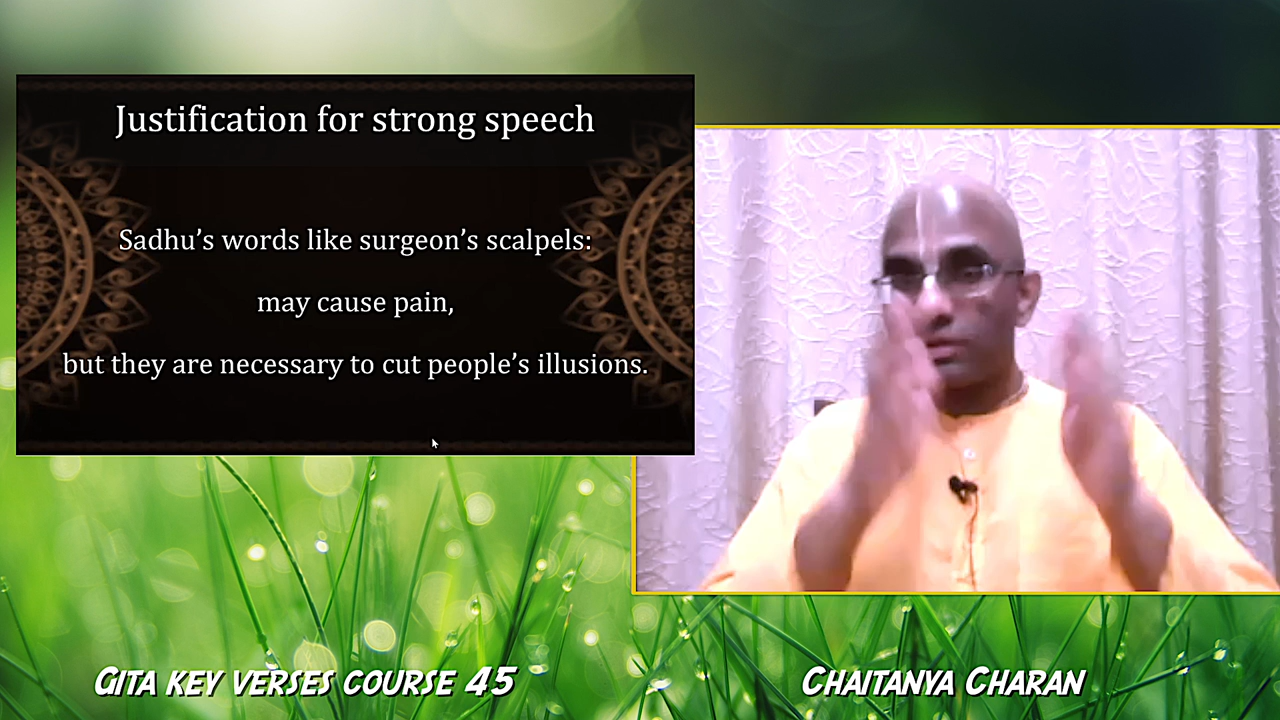 Justification for strong speech
Sadhu’s words like surgeon’s scalpels:
may cause pain,
but they are necessary to cut people’s illusions.
GITA KEY VERSES COURSE 45
CHAITANYA CHARAN